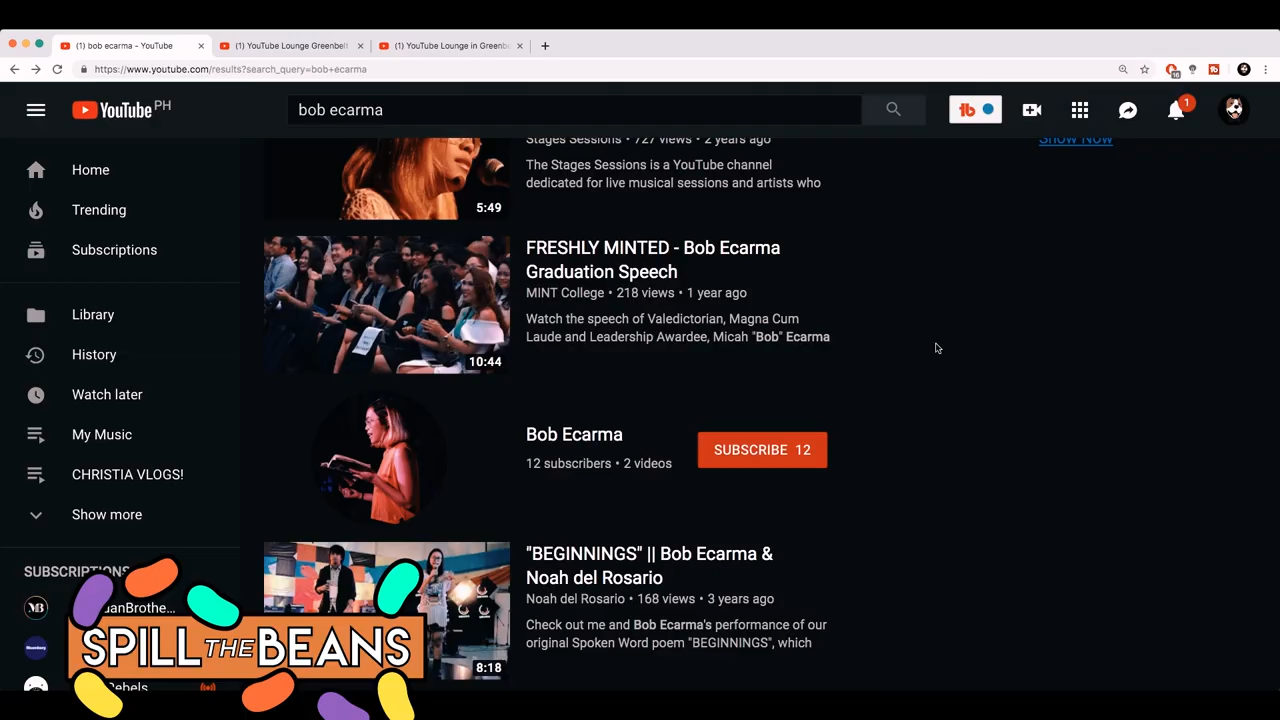 (1) bob ecarma - YouTube
(1) YouTube Lounge Greenbelt
(1) YouTube Lounge in Greenb
https://www.youtube.com/results?search_query=bob+ecarma
YouTube PH
bob ecarma
1
Home
Trending
Subscriptions
Library
History
Watch later
My Music
CHRISTIA VLOGS!
Show more
SUBSCRIPTIONS
Stages Sessions • 727 views • 2 years ago
Show Now
The Stages Sessions is a YouTube channel
dedicated for live musical sessions and artists who
5:49
FRESHLY MINTED - Bob Ecarma
Graduation Speech
MINT College • 218 views • 1 year ago
Watch the speech of Valedictorian, Magna Cum
Laude and Leadership Awardee, Micah "Bob" Ecarma
10:44
Bob Ecarma
12 subscribers • 2 videos
SUBSCRIBE 12
"BEGINNINGS" || Bob Ecarma &
Noah del Rosario
Noah del Rosario • 168 views • 3 years ago
Check out me and Bob Ecarma's performance of our
original Spoken Word poem "BEGINNINGS", which
8:18
SPILL THE BEANS